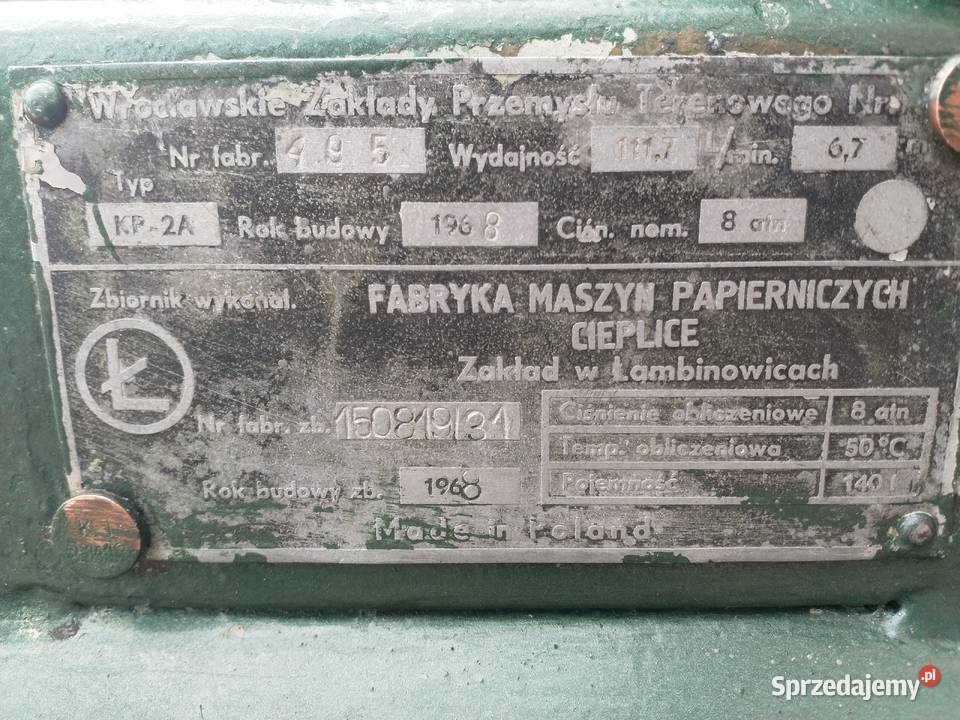 Wrocławskie Zakłady Przemysłu Terenowego Nr
Nr fabr. 495 Wydajność 111,7 l/min. 6,7
Typ
KP-2A Rok budowy 1968 Ciśn. nom. 8 atn
Zbiornik wykonał. FABRYKA MASZYN PAPIERNICZYCH
CIEPLICE
Zakład w Łambinowicach
Ł
Nr fabr. zb. 150819/31
Rok budowy zb. 1968
Ciśnienie obliczeniowe 8 atn
Temp. obliczeniowa 50°C
Pojemność 140 l
Made in Poland
Sprzedajemy.pl